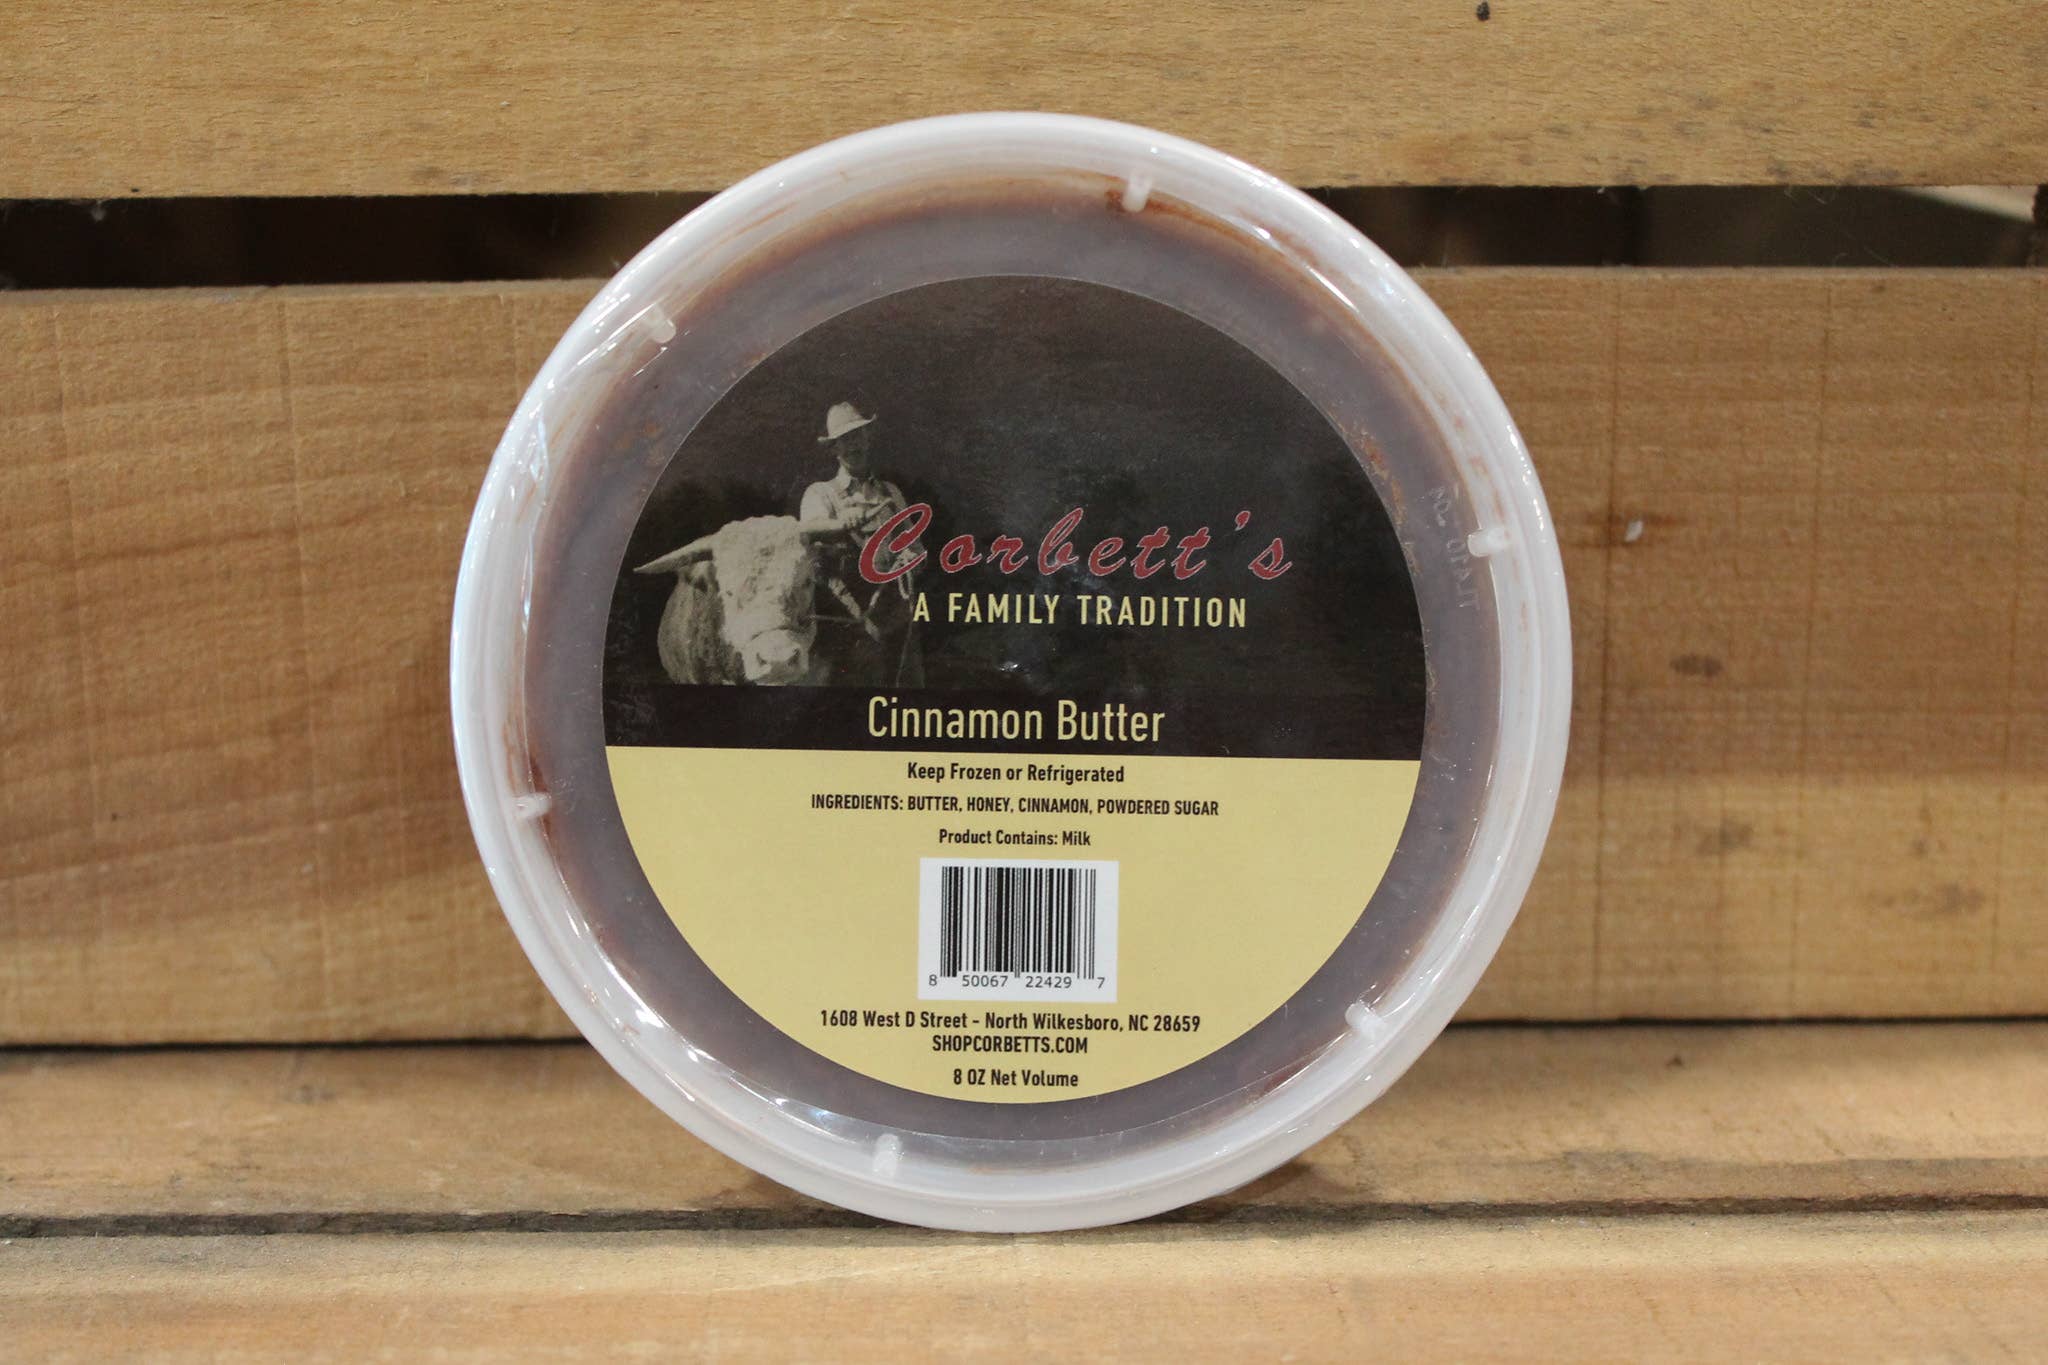 Corbett's
A FAMILY TRADITION
Cinnamon Butter
Keep Frozen or Refrigerated
INGREDIENTS: BUTTER, HONEY, CINNAMON, POWDERED SUGAR
Product Contains: Milk
8 50067 22429 7
1608 West D Street - North Wilkesboro, NC 28659
SHOPCORBETTS.COM
8 OZ Net Volume